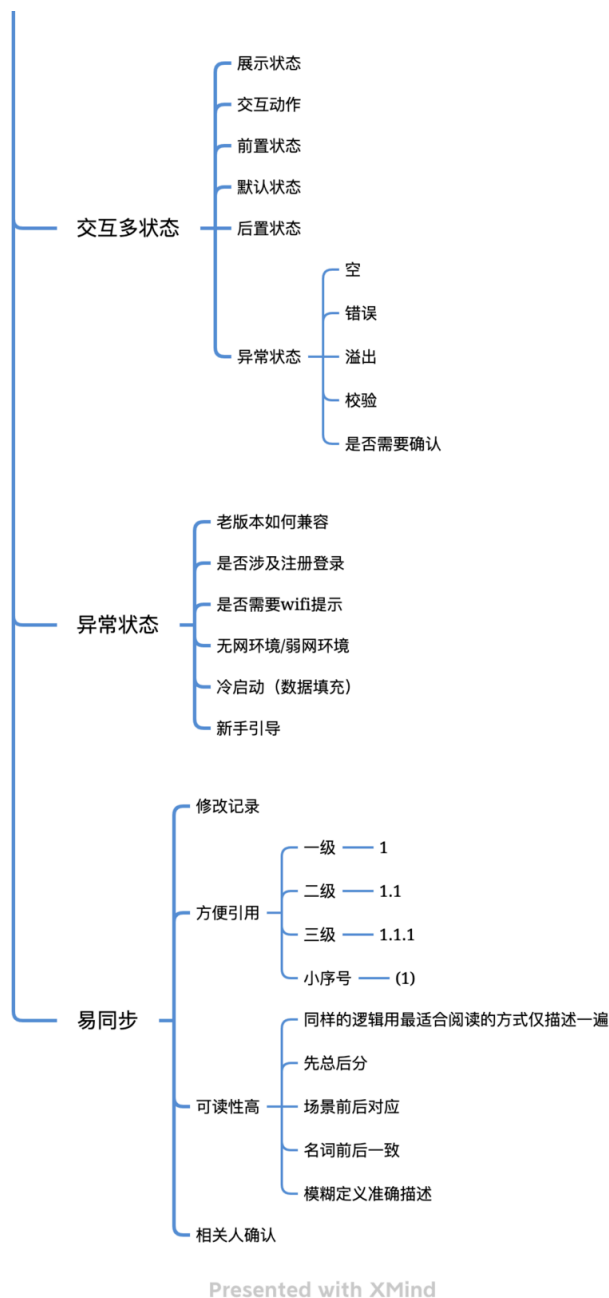 交互多状态
展示状态
交互动作
前置状态
默认状态
后置状态
异常状态
空
错误
溢出
校验
是否需要确认
异常状态
老版本如何兼容
是否涉及注册登录
是否需要wifi提示
无网环境/弱网环境
冷启动（数据填充）
新手引导
易同步
修改记录
方便引用
一级
1
二级
1.1
三级
1.1.1
小序号
(1)
可读性高
同样的逻辑用最适合阅读的方式仅描述一遍
先总后分
场景前后对应
名词前后一致
模糊定义准确描述
相关人确认
Presented with XMind